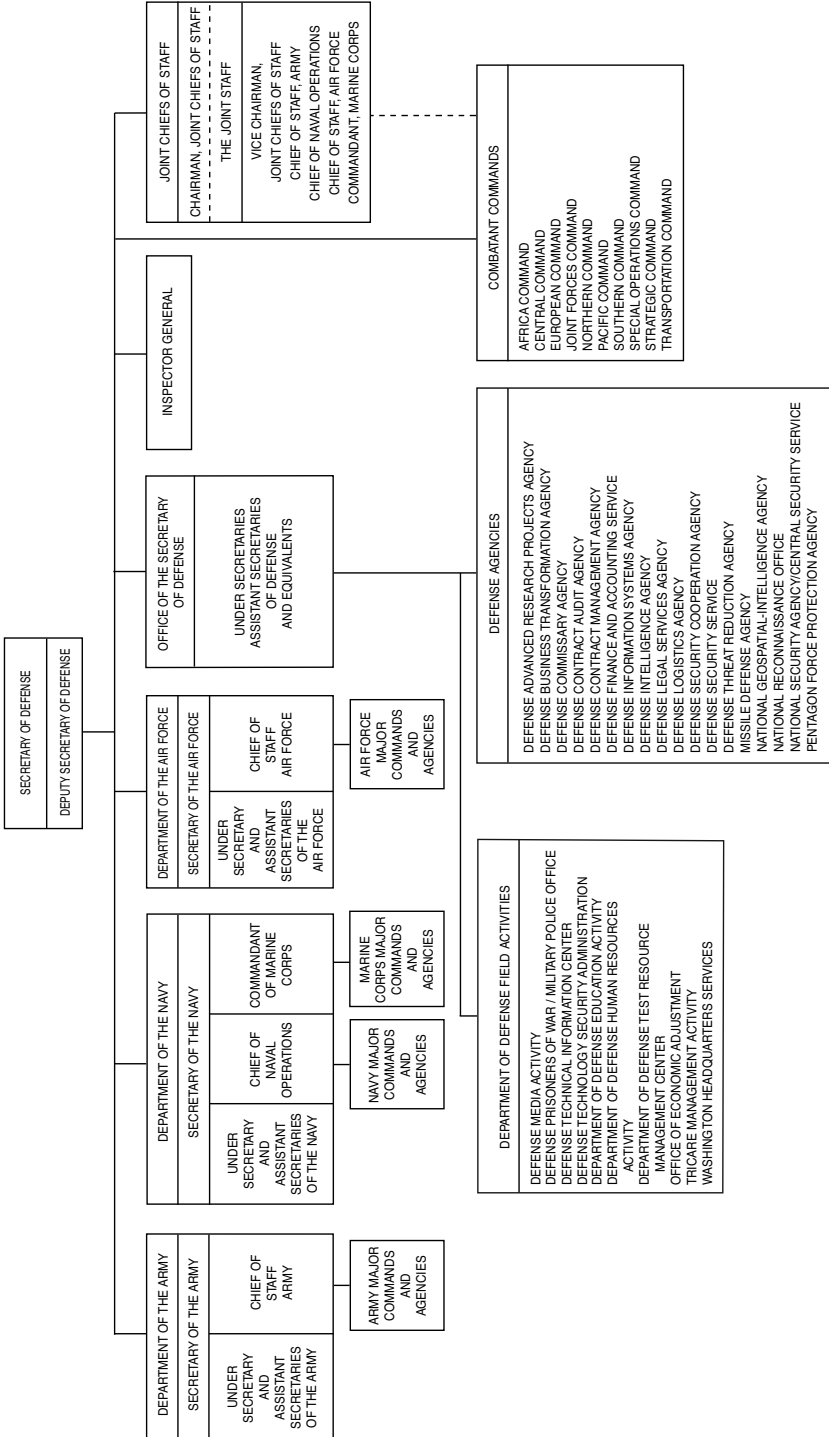 SECRETARY OF DEFENSE
DEPUTY SECRETARY OF DEFENSE
DEPARTMENT OF THE ARMY
SECRETARY OF THE ARMY
UNDER
SECRETARY
AND
ASSISTANT
SECRETARIES
OF THE ARMY
CHIEF OF
STAFF
ARMY
ARMY MAJOR
COMMANDS
AND
AGENCIES
DEPARTMENT OF THE NAVY
SECRETARY OF THE NAVY
UNDER
SECRETARY
AND
ASSISTANT
SECRETARIES
OF THE NAVY
CHIEF OF
NAVAL
OPERATIONS
COMMANDANT
OF MARINE
CORPS
NAVY MAJOR
COMMANDS
AND
AGENCIES
MARINE
CORPS MAJOR
COMMANDS
AND
AGENCIES
DEPARTMENT OF THE AIR FORCE
SECRETARY OF THE AIR FORCE
UNDER
SECRETARY
AND
ASSISTANT
SECRETARIES
OF THE
AIR FORCE
CHIEF OF
STAFF
AIR FORCE
AIR FORCE
MAJOR
COMMANDS
AND
AGENCIES
OFFICE OF THE SECRETARY
OF DEFENSE
UNDER SECRETARIES
ASSISTANT SECRETARIES
OF DEFENSE
AND EQUIVALENTS
INSPECTOR GENERAL
JOINT CHIEFS OF STAFF
CHAIRMAN, JOINT CHIEFS OF STAFF
THE JOINT STAFF
VICE CHAIRMAN,
JOINT CHIEFS OF STAFF
CHIEF OF STAFF, ARMY
CHIEF OF NAVAL OPERATIONS
CHIEF OF STAFF, AIR FORCE
COMMANDANT, MARINE CORPS
DEPARTMENT OF DEFENSE FIELD ACTIVITIES
DEFENSE MEDIA ACTIVITY
DEFENSE PRISONERS OF WAR / MILITARY POLICE OFFICE
DEFENSE TECHNICAL INFORMATION CENTER
DEFENSE TECHNOLOGY SECURITY ADMINISTRATION
DEPARTMENT OF DEFENSE EDUCATION ACTIVITY
DEPARTMENT OF DEFENSE HUMAN RESOURCES
ACTIVITY
DEPARTMENT OF DEFENSE TEST RESOURCE
MANAGEMENT CENTER
OFFICE OF ECONOMIC ADJUSTMENT
TRICARE MANAGEMENT ACTIVITY
WASHINGTON HEADQUARTERS SERVICES
DEFENSE AGENCIES
DEFENSE ADVANCED RESEARCH PROJECTS AGENCY
DEFENSE BUSINESS TRANSFORMATION AGENCY
DEFENSE COMMISSARY AGENCY
DEFENSE CONTRACT AUDIT AGENCY
DEFENSE CONTRACT MANAGEMENT AGENCY
DEFENSE FINANCE AND ACCOUNTING SERVICE
DEFENSE INFORMATION SYSTEMS AGENCY
DEFENSE INTELLIGENCE AGENCY
DEFENSE LEGAL SERVICES AGENCY
DEFENSE LOGISTICS AGENCY
DEFENSE SECURITY COOPERATION AGENCY
DEFENSE SECURITY SERVICE
DEFENSE THREAT REDUCTION AGENCY
MISSILE DEFENSE AGENCY
NATIONAL GEOSPATIAL-INTELLIGENCE AGENCY
NATIONAL RECONNAISSANCE OFFICE
NATIONAL SECURITY AGENCY/CENTRAL SECURITY SERVICE
PENTAGON FORCE PROTECTION AGENCY
COMBATANT COMMANDS
AFRICA COMMAND
CENTRAL COMMAND
EUROPEAN COMMAND
JOINT FORCES COMMAND
NORTHERN COMMAND
PACIFIC COMMAND
SOUTHERN COMMAND
SPECIAL OPERATIONS COMMAND
STRATEGIC COMMAND
TRANSPORTATION COMMAND